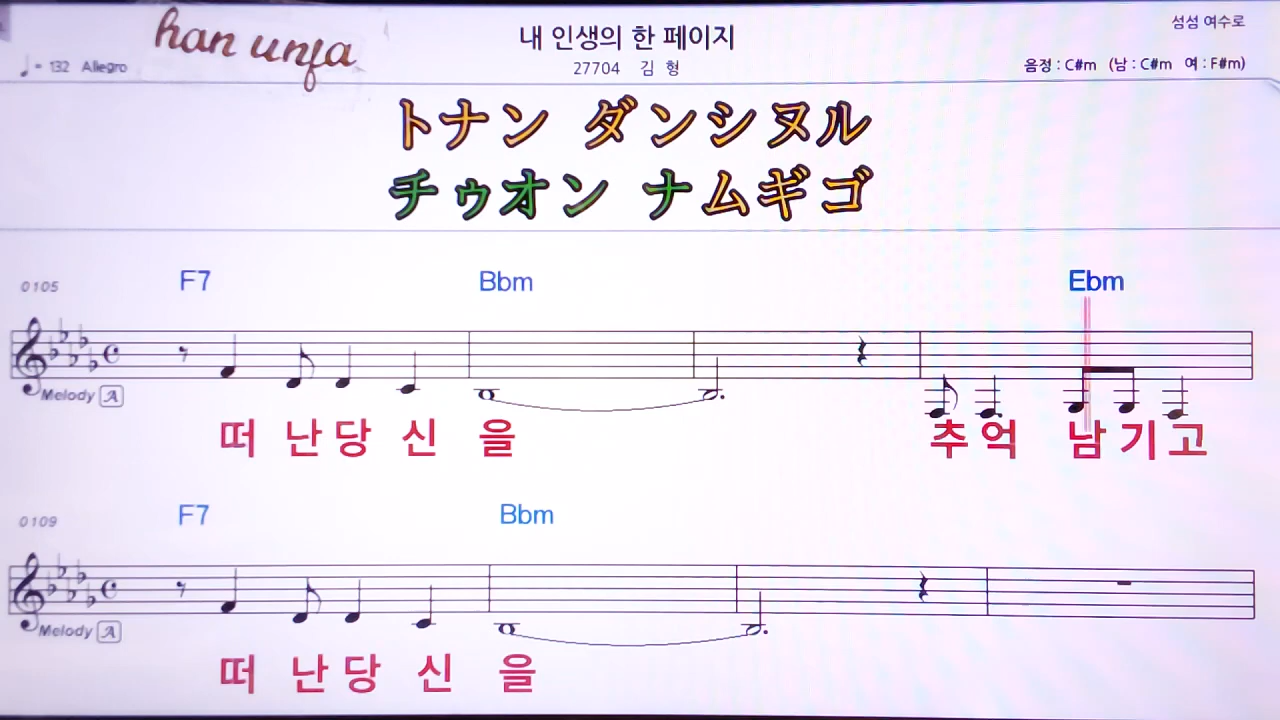 han unja
내 인생의 한 페이지
섬섬 여수로
♩= 132 Allegro
27704 김 형
음정 : C#m (남 : C#m 여 : F#m)
トナン ダンシヌル
チゥオン ナムギゴ
0105 F7 Bbm Ebm
Melody A
떠 난 당 신 을 추 억 남 기 고
0109 F7 Bbm
Melody A
떠 난 당 신 을